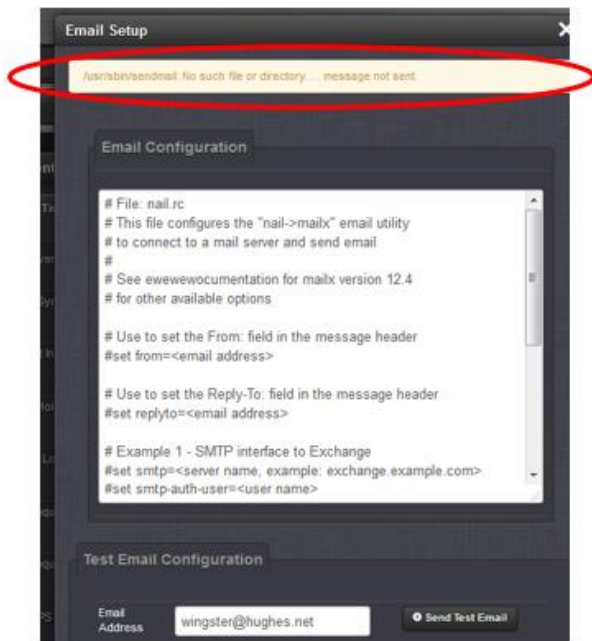 Email Setup
/usr/sbin/sendmail: No such file or directory. . . . message not sent.
Email Configuration
# File: nail.rc
# This file configures the "nail->mailx" email utility
# to connect to a mail server and send email
#
# See ewewewocumentation for mailx version 12.4
# for other available options
# Use to set the From: field in the message header
#set from=<email address>
# Use to set the Reply-To: field in the message header
#set replyto=<email address>
# Example 1 - SMTP interface to Exchange
#set smtp=<server name, example: exchange.example.com>
#set smtp-auth-user=<user name>
Test Email Configuration
Email
Address
wingster@hughes.net
Send Test Email